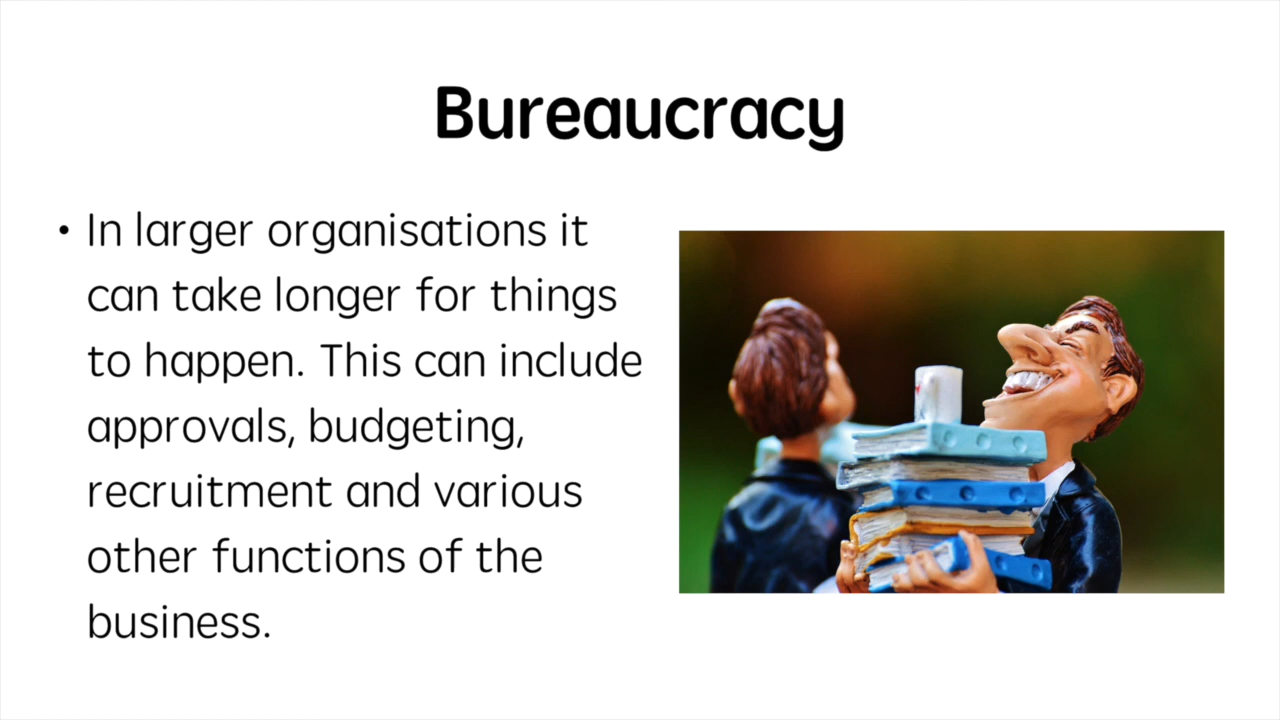 Bureaucracy
• In larger organisations it
can take longer for things
to happen. This can include
approvals, budgeting,
recruitment and various
other functions of the
business.